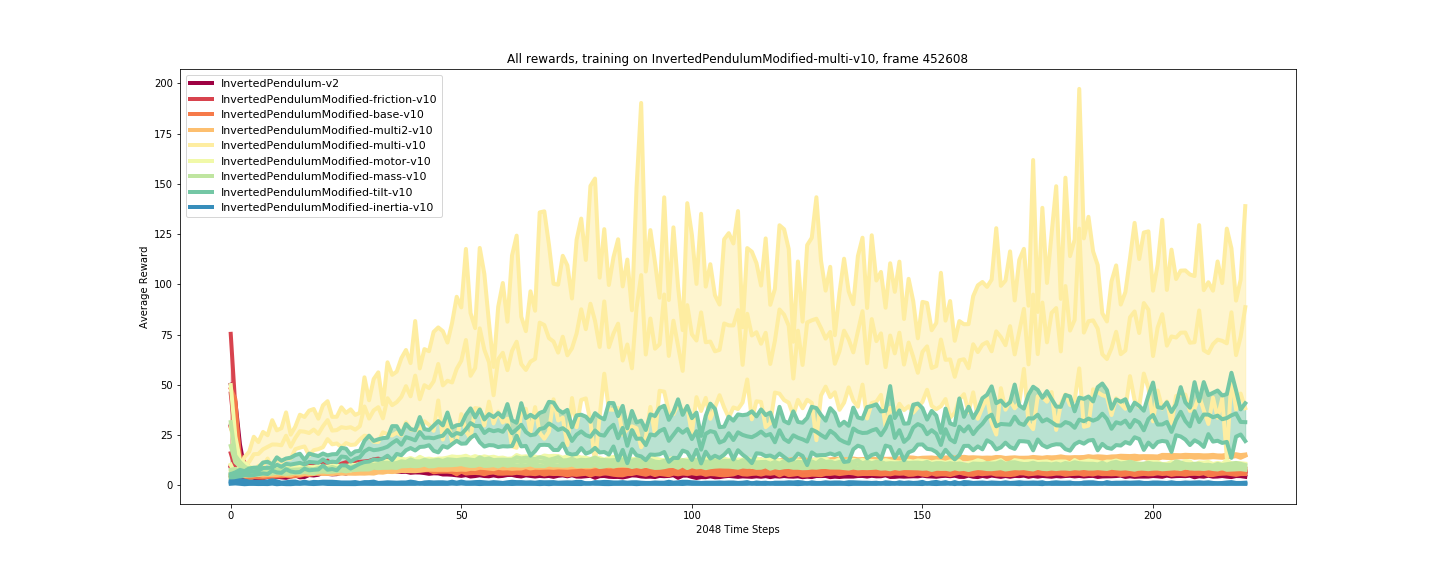 All rewards, training on InvertedPendulumModified-multi-v10, frame 452608
200
175
150
125
100
75
50
25
0
Average Reward
InvertedPendulum-v2
InvertedPendulumModified-friction-v10
InvertedPendulumModified-base-v10
InvertedPendulumModified-multi2-v10
InvertedPendulumModified-multi-v10
InvertedPendulumModified-motor-v10
InvertedPendulumModified-mass-v10
InvertedPendulumModified-tilt-v10
InvertedPendulumModified-inertia-v10
0 50 100 150 200
2048 Time Steps